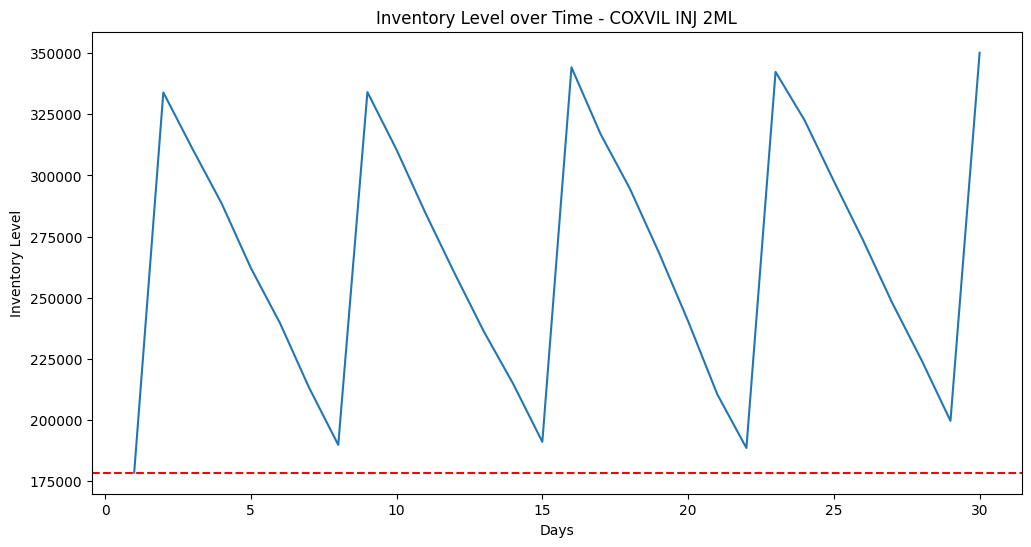 Inventory Level over Time - COXVIL INJ 2ML
Inventory Level
350000
325000
300000
275000
250000
225000
200000
175000
0 5 10 15 20 25 30
Days